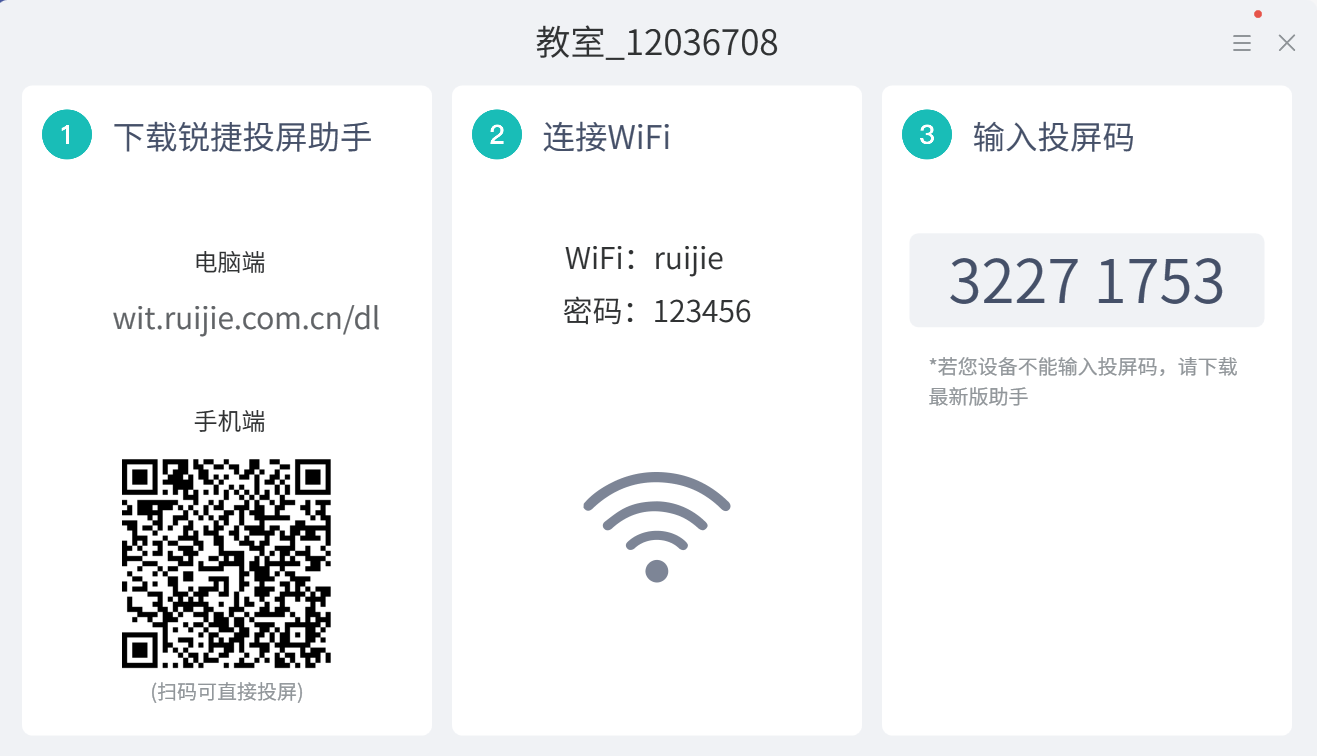 教室_12036708
1 下载锐捷投屏助手
电脑端
wit.ruijie.com.cn/dl
手机端
(扫码可直接投屏)
2 连接WiFi
WiFi：ruijie
密码：123456
3 输入投屏码
3227 1753
*若您设备不能输入投屏码，请下载
最新版助手